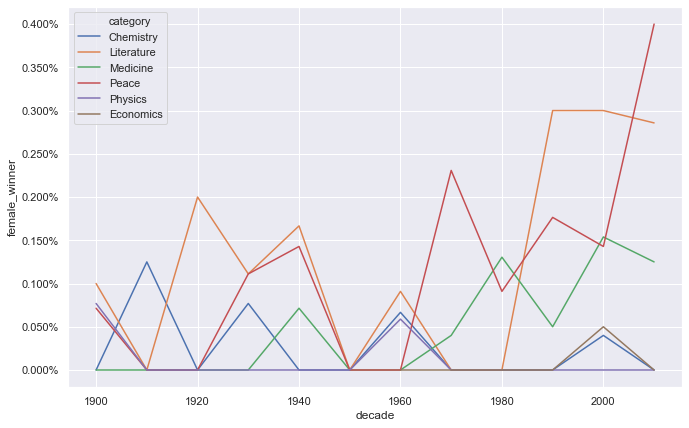 category
Chemistry
Literature
Medicine
Peace
Physics
Economics
0.400%
0.350%
0.300%
0.250%
0.200%
0.150%
0.100%
0.050%
0.000%
female_winner
1900 1920 1940 1960 1980 2000
decade